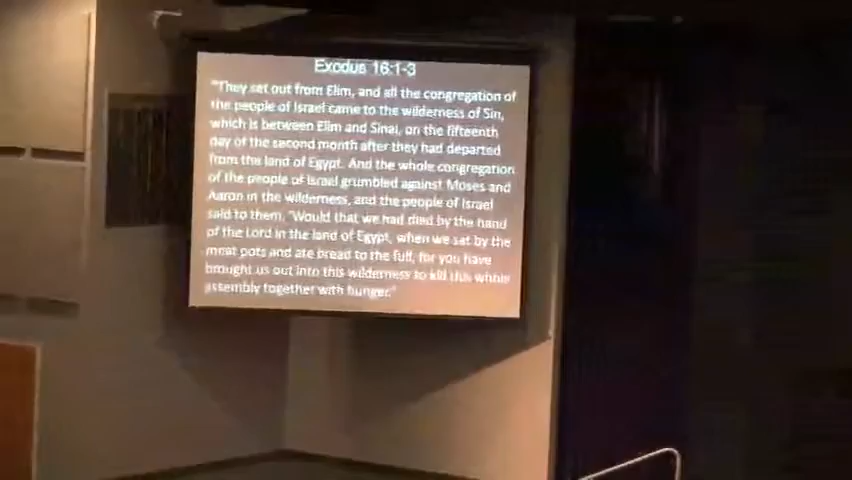 Exodus 16:1-3
"They set out from Elim, and all the congregation of
the people of Israel came to the wilderness of Sin,
which is between Elim and Sinai, on the fifteenth
day of the second month after they had departed
from the land of Egypt. And the whole congregation
of the people of Israel grumbled against Moses and
Aaron in the wilderness, and the people of Israel
said to them, "Would that we had died by the hand
of the Lord in the land of Egypt, when we set by the
meat pots and ate bread to the full, for you have
brought us out into this wilderness to kill this whole
assembly together with hunger."